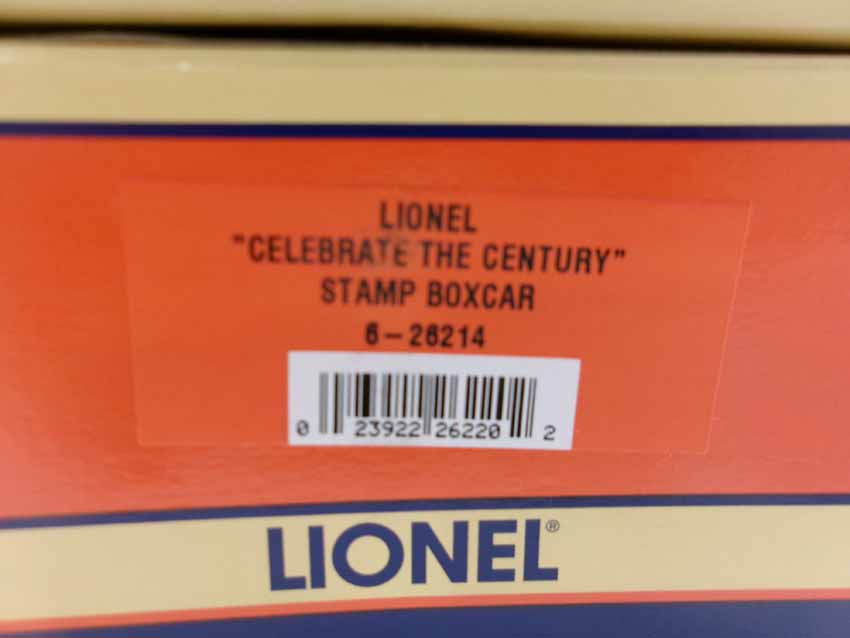 LIONEL
"CELEBRATE THE CENTURY"
STAMP BOXCAR
6-26214
0 23922 26220 2
LIONEL®